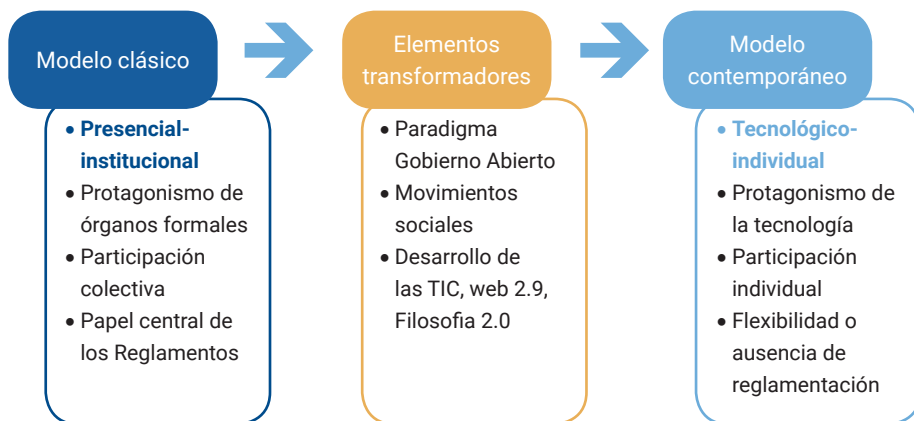 Modelo clásico
• Presencial-
institucional
• Protagonismo de
órganos formales
• Participación
colectiva
• Papel central de
los Reglamentos
Elementos
transformadores
• Paradigma
Gobierno Abierto
• Movimientos
sociales
• Desarrollo de
las TIC, web 2.9,
Filosofia 2.0
Modelo
contemporáneo
• Tecnológico-
individual
• Protagonismo de
la tecnología
• Participación
individual
• Flexibilidad o
ausencia de
reglamentación